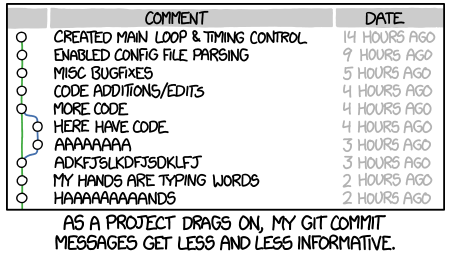 COMMENT DATE
CREATED MAIN LOOP & TIMING CONTROL 14 HOURS AGO
ENABLED CONFIG FILE PARSING 9 HOURS AGO
MISC BUGFIXES 5 HOURS AGO
CODE ADDITIONS/EDITS 4 HOURS AGO
MORE CODE 4 HOURS AGO
HERE HAVE CODE 4 HOURS AGO
AAAAAAAA 3 HOURS AGO
ADKFJSLKDFJSDKLFJ 3 HOURS AGO
MY HANDS ARE TYPING WORDS 2 HOURS AGO
HAAAAAAAAANDS 2 HOURS AGO
AS A PROJECT DRAGS ON, MY GIT COMMIT
MESSAGES GET LESS AND LESS INFORMATIVE.